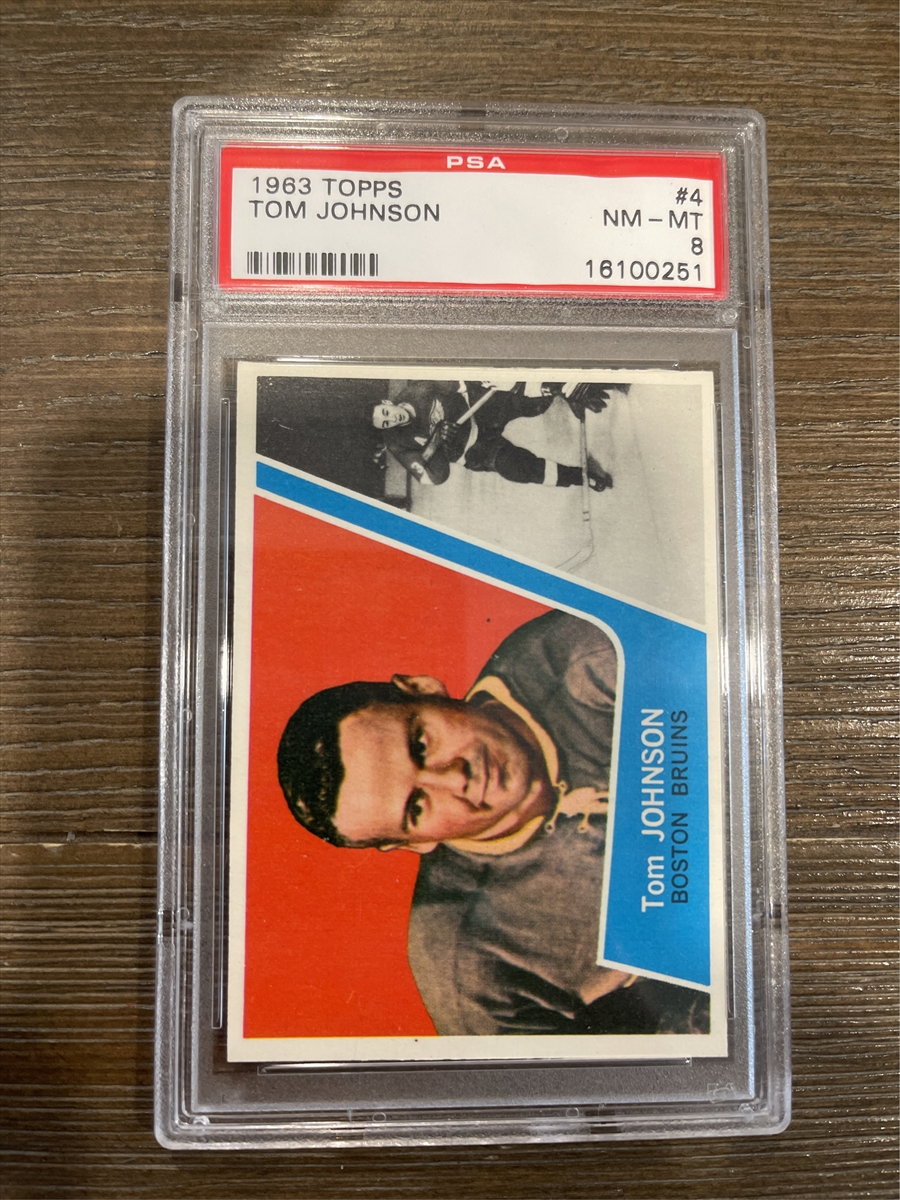 PSA
1963 TOPPS #4
TOM JOHNSON NM-MT
8
16100251
Tom JOHNSON
BOSTON BRUINS